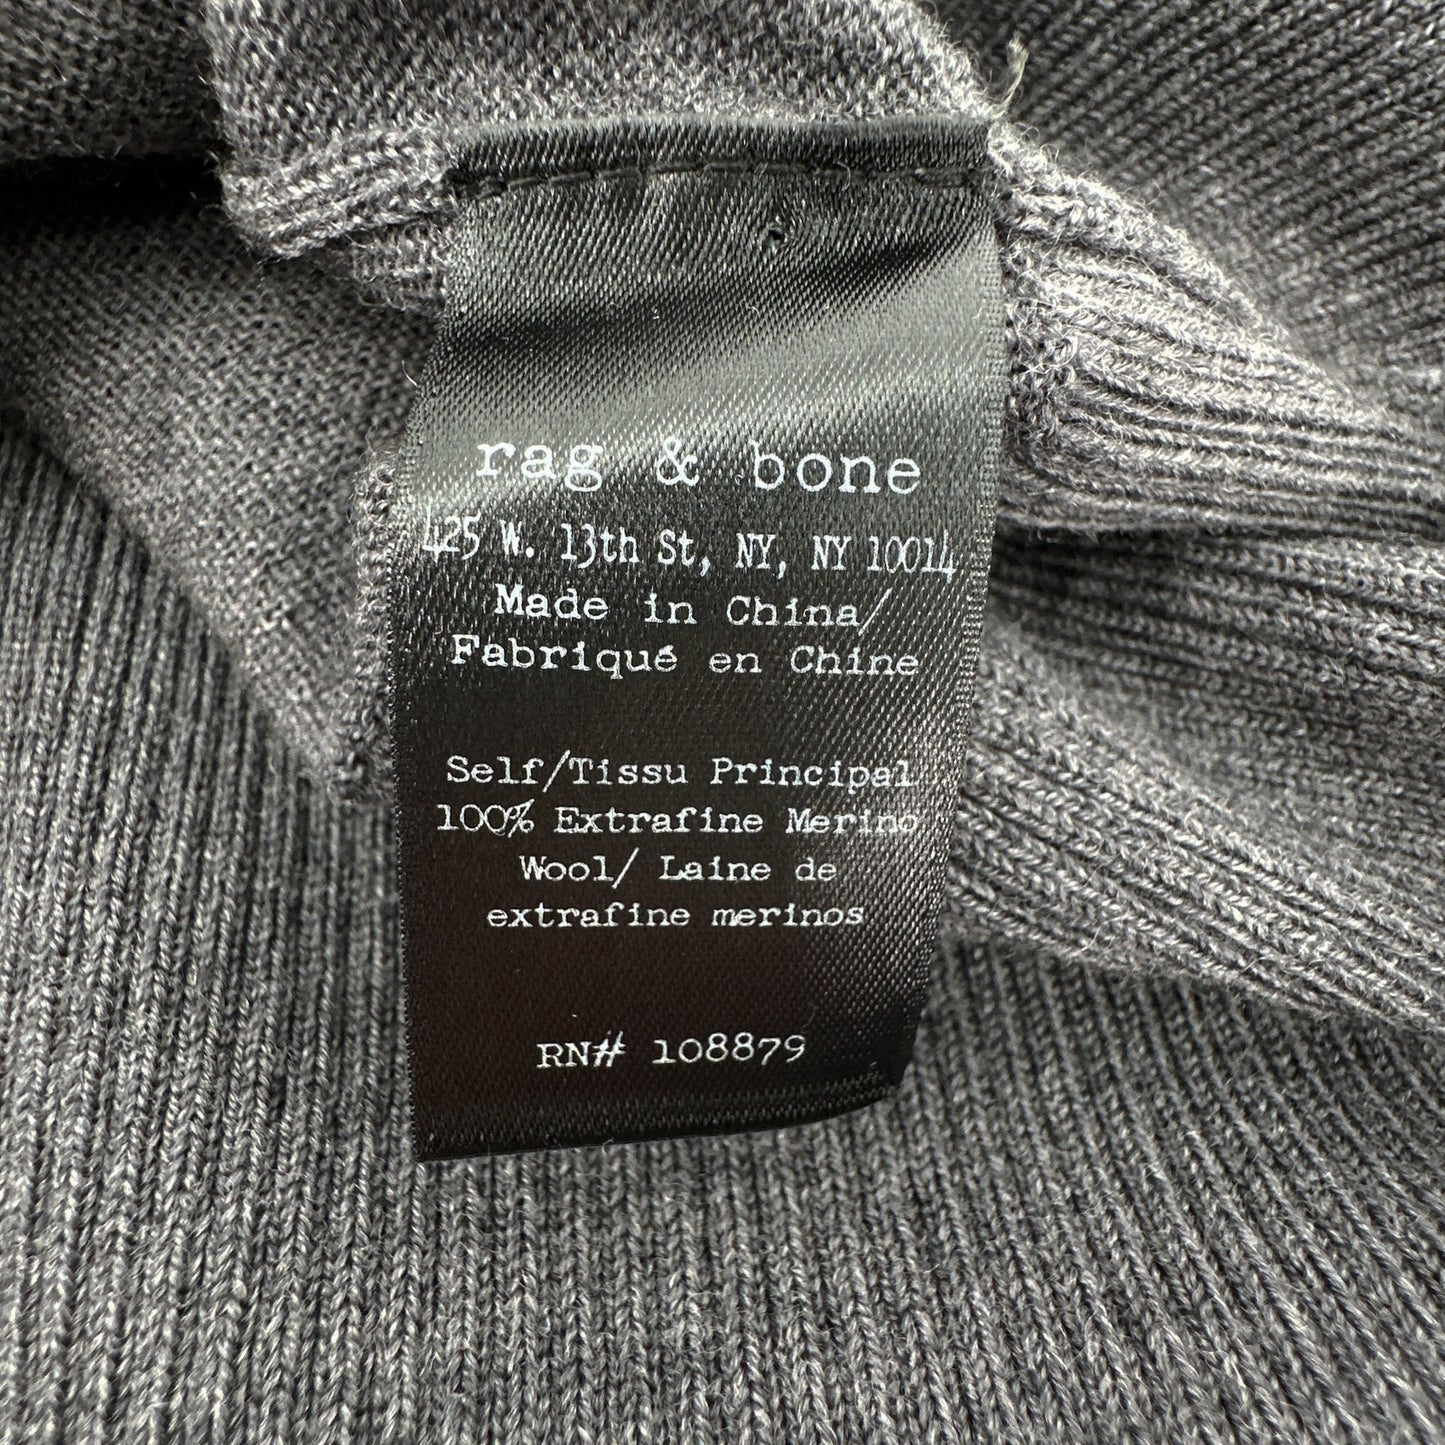 rag & bone
425 W. 13th St, NY, NY 10014
Made in China/
Fabriqué en Chine
Self/Tissu Principal
100% Extrafine Merino
Wool/ Laine de
extrafine merinos
RN# 108879